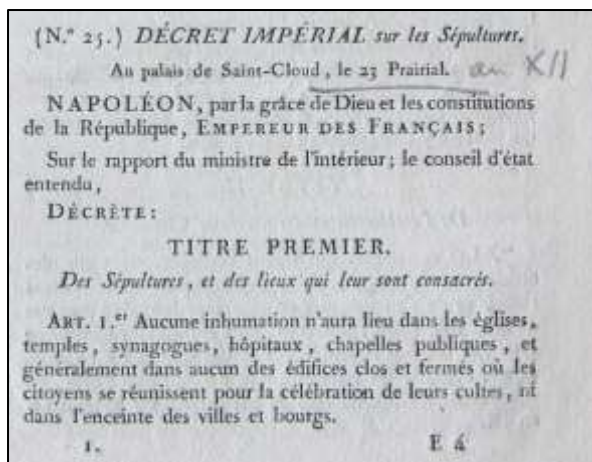 (N.° 25.) DÉCRET IMPÉRIAL sur les Sépultures.
Au palais de Saint-Cloud, le 23 Prairial. an XII
NAPOLÉON, par la grâce de Dieu et les constitutions
de la République, EMPEREUR DES FRANÇAIS;
Sur le rapport du ministre de l'intérieur; le conseil d'état
entendu,
DÉCRÈTE:
TITRE PREMIER.
Des Sépultures, et des lieux qui leur sont consacrés.
ART. 1.er Aucune inhumation n'aura lieu dans les églises,
temples, synagogues, hôpitaux, chapelles publiques, et
généralement dans aucun des édifices clos et fermés où les
citoyens se réunissent pour la célébration de leurs cultes, ni
dans l'enceinte des villes et bourgs.
1. E 4